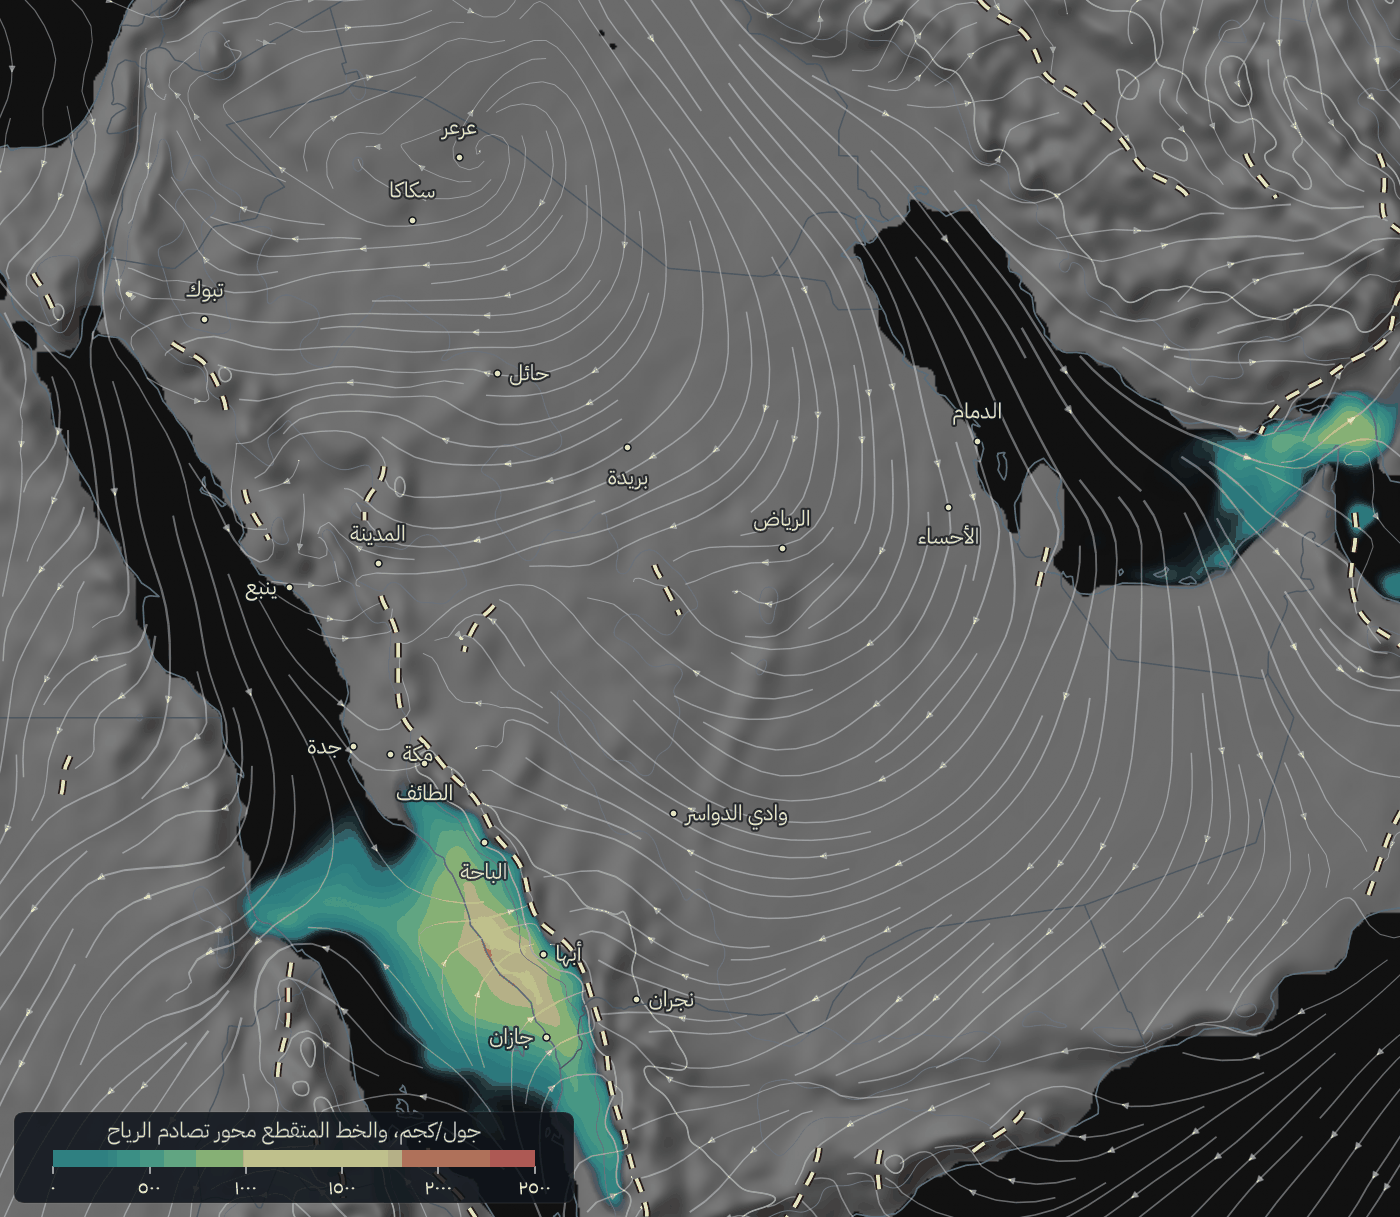 عرعر
سكاكا
تبوك
حائل
الدمام
بريدة
الرياض
الأحساء
المدينة
ينبع
جدة
مكة
الطائف
وادي الدواسر
الباحة
أبها
نجران
جازان
جول/كجم، والخط المتقطع محور تصادم الرياح
٠ ٥٠٠ ١٠٠٠ ١٥٠٠ ٢٠٠٠ ٢٥٠٠